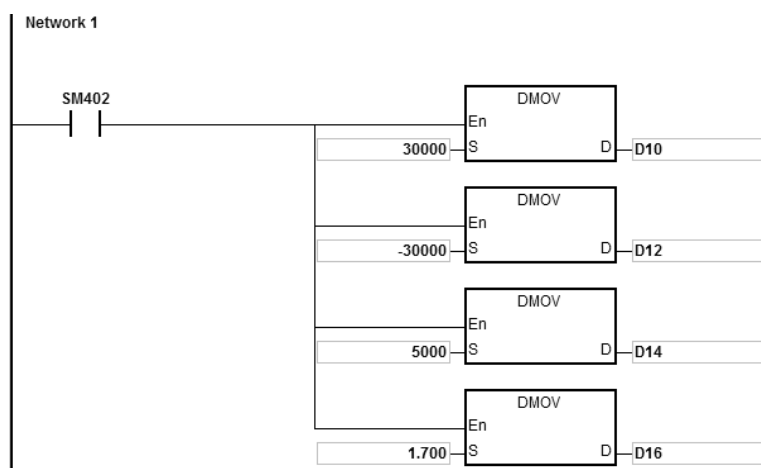 Network 1
SM402
DMOV
En
30000 S D D10
DMOV
En
-30000 S D D12
DMOV
En
5000 S D D14
DMOV
En
1.700 S D D16